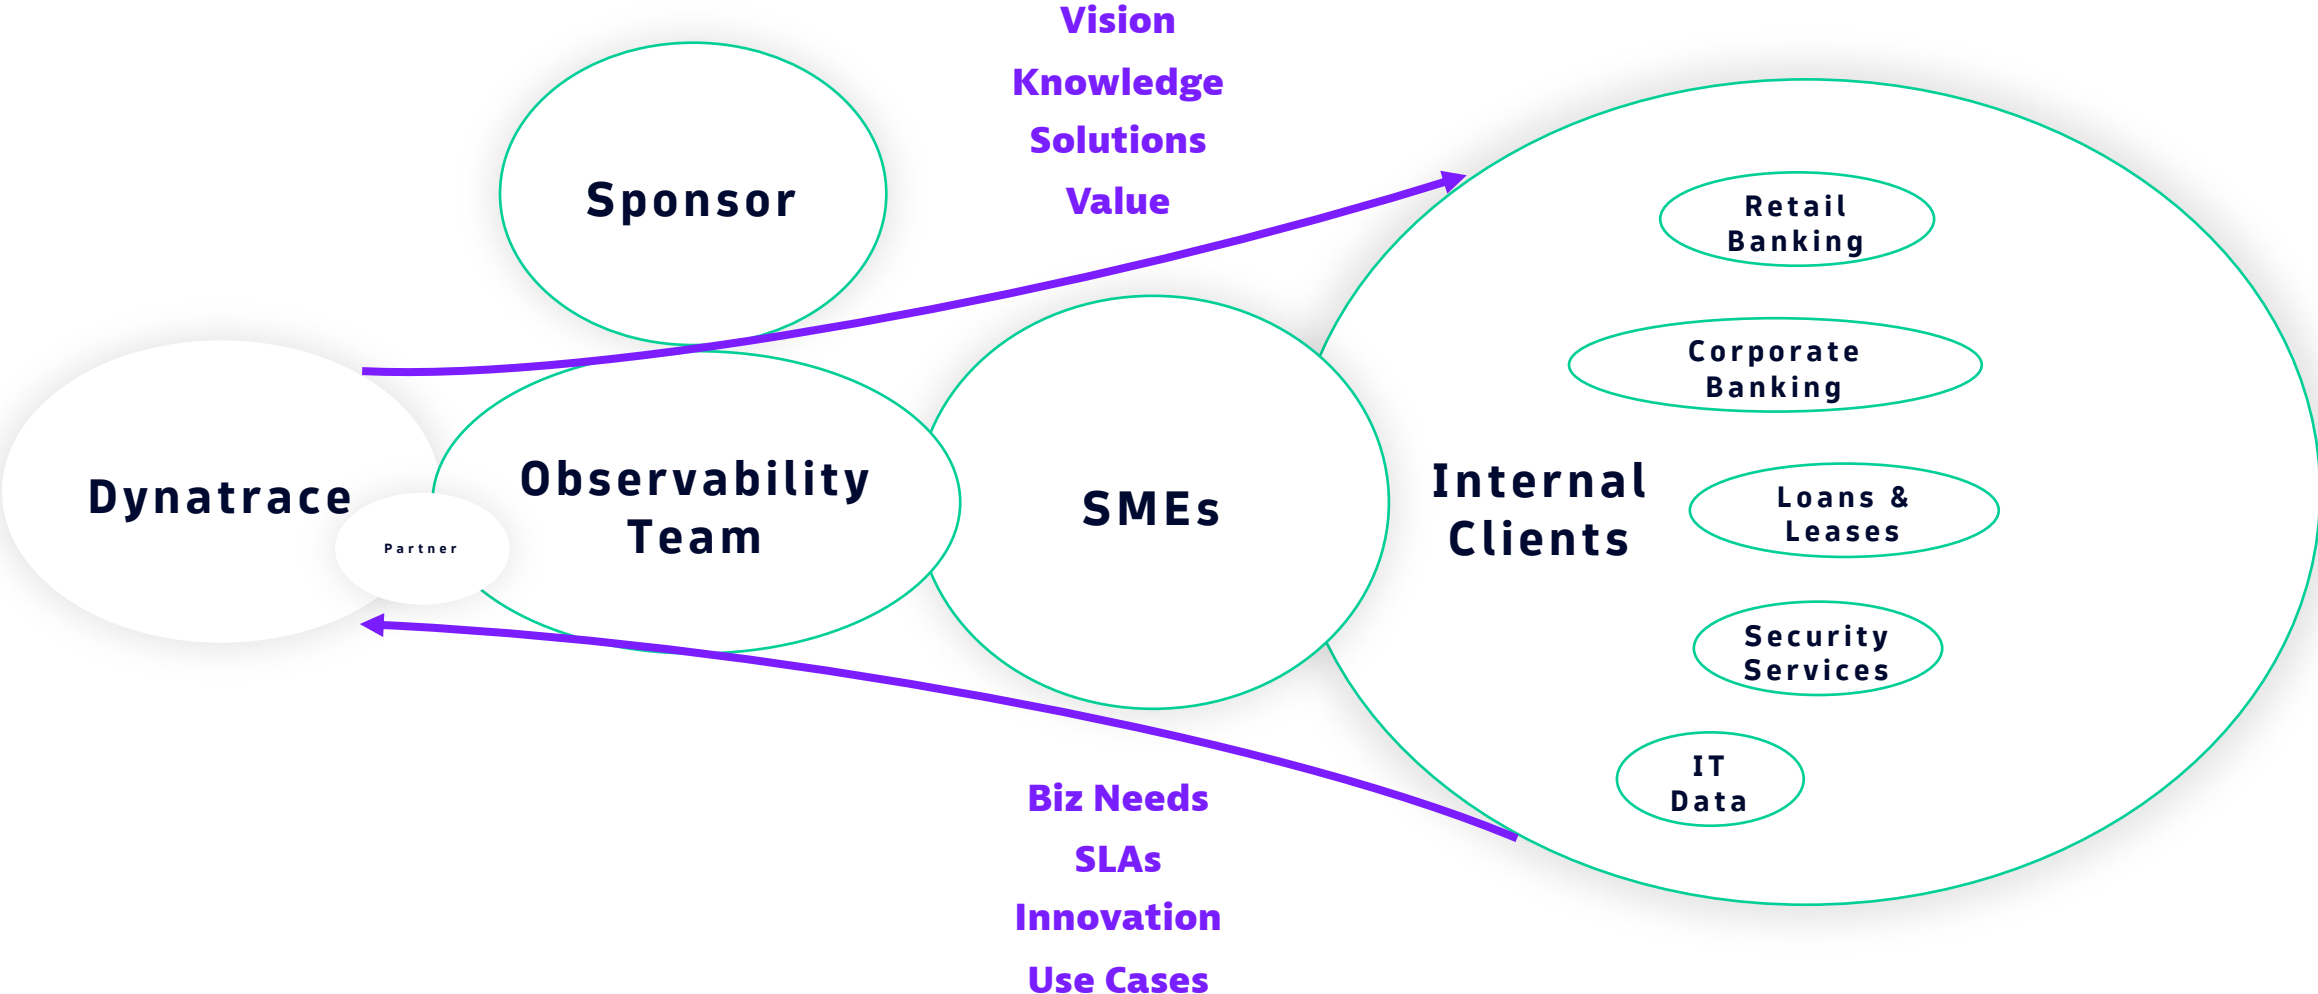 Vision
Knowledge
Solutions
Value
Sponsor
Retail
Banking
Corporate
Banking
Dynatrace
Partner
Observability
Team
SMEs
Internal
Clients
Loans &
Leases
Security
Services
IT
Data
Biz Needs
SLAs
Innovation
Use Cases